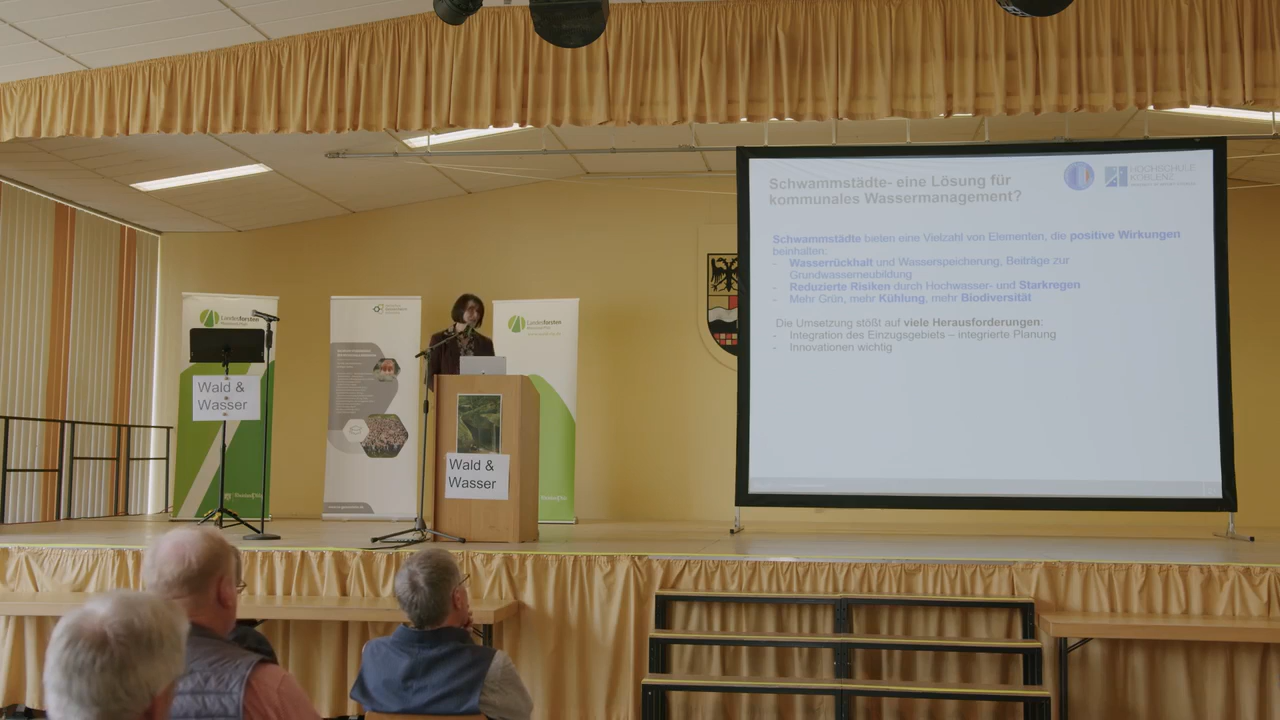 Schwammstädte- eine Lösung für
kommunales Wassermanagement?
HOCHSCHULE
KOBLENZ
Schwammstädte bieten eine Vielzahl von Elementen, die positive Wirkungen
beinhalten:
- Wasserrückhalt und Wasserspeicherung, Beiträge zur
Grundwasserneubildung
- Reduzierte Risiken durch Hochwasser- und Starkregen
- Mehr Grün, mehr Kühlung, mehr Biodiversität
Die Umsetzung stößt auf viele Herausforderungen:
- Integration des Einzugsgebiets – integrierte Planung
- Innovationen wichtig
Landesforsten
Landesforsten
Wald &
Wasser
Wald &
Wasser